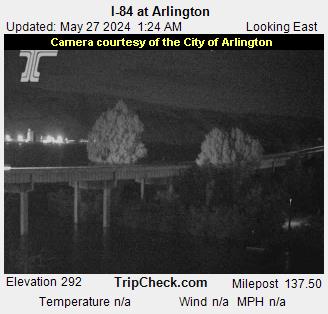 I-84 at Arlington
Updated: May 27 2024 1:24 AM Looking East
Camera courtesy of the City of Arlington
Elevation 292 TripCheck.com Milepost 137.50
Temperature n/a Wind n/a MPH n/a